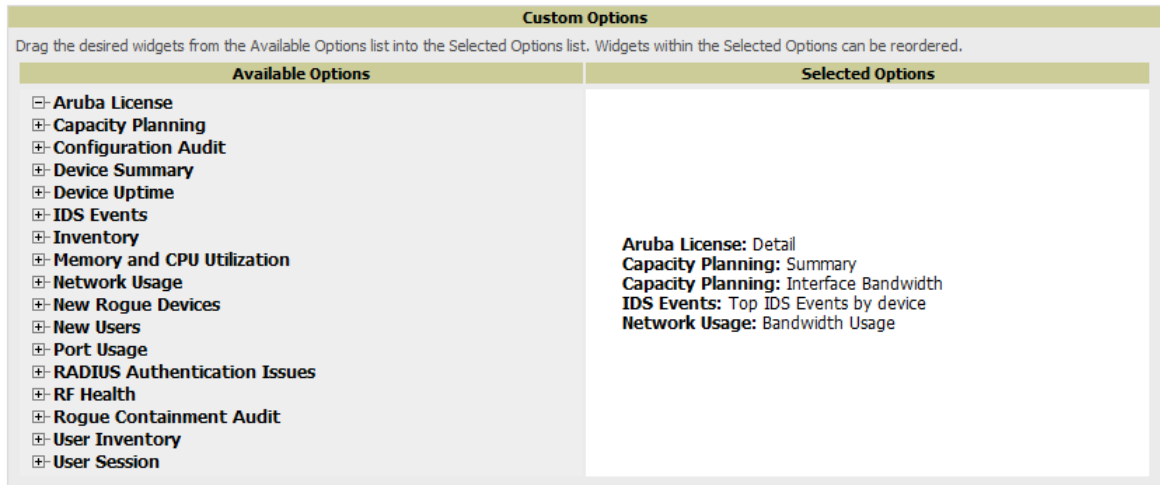 Custom Options
Drag the desired widgets from the Available Options list into the Selected Options list. Widgets within the Selected Options can be reordered.
Available Options
Aruba License
Capacity Planning
Configuration Audit
Device Summary
Device Uptime
IDS Events
Inventory
Memory and CPU Utilization
Network Usage
New Rogue Devices
New Users
Port Usage
RADIUS Authentication Issues
RF Health
Rogue Containment Audit
User Inventory
User Session
Selected Options
Aruba License: Detail
Capacity Planning: Summary
Capacity Planning: Interface Bandwidth
IDS Events: Top IDS Events by device
Network Usage: Bandwidth Usage